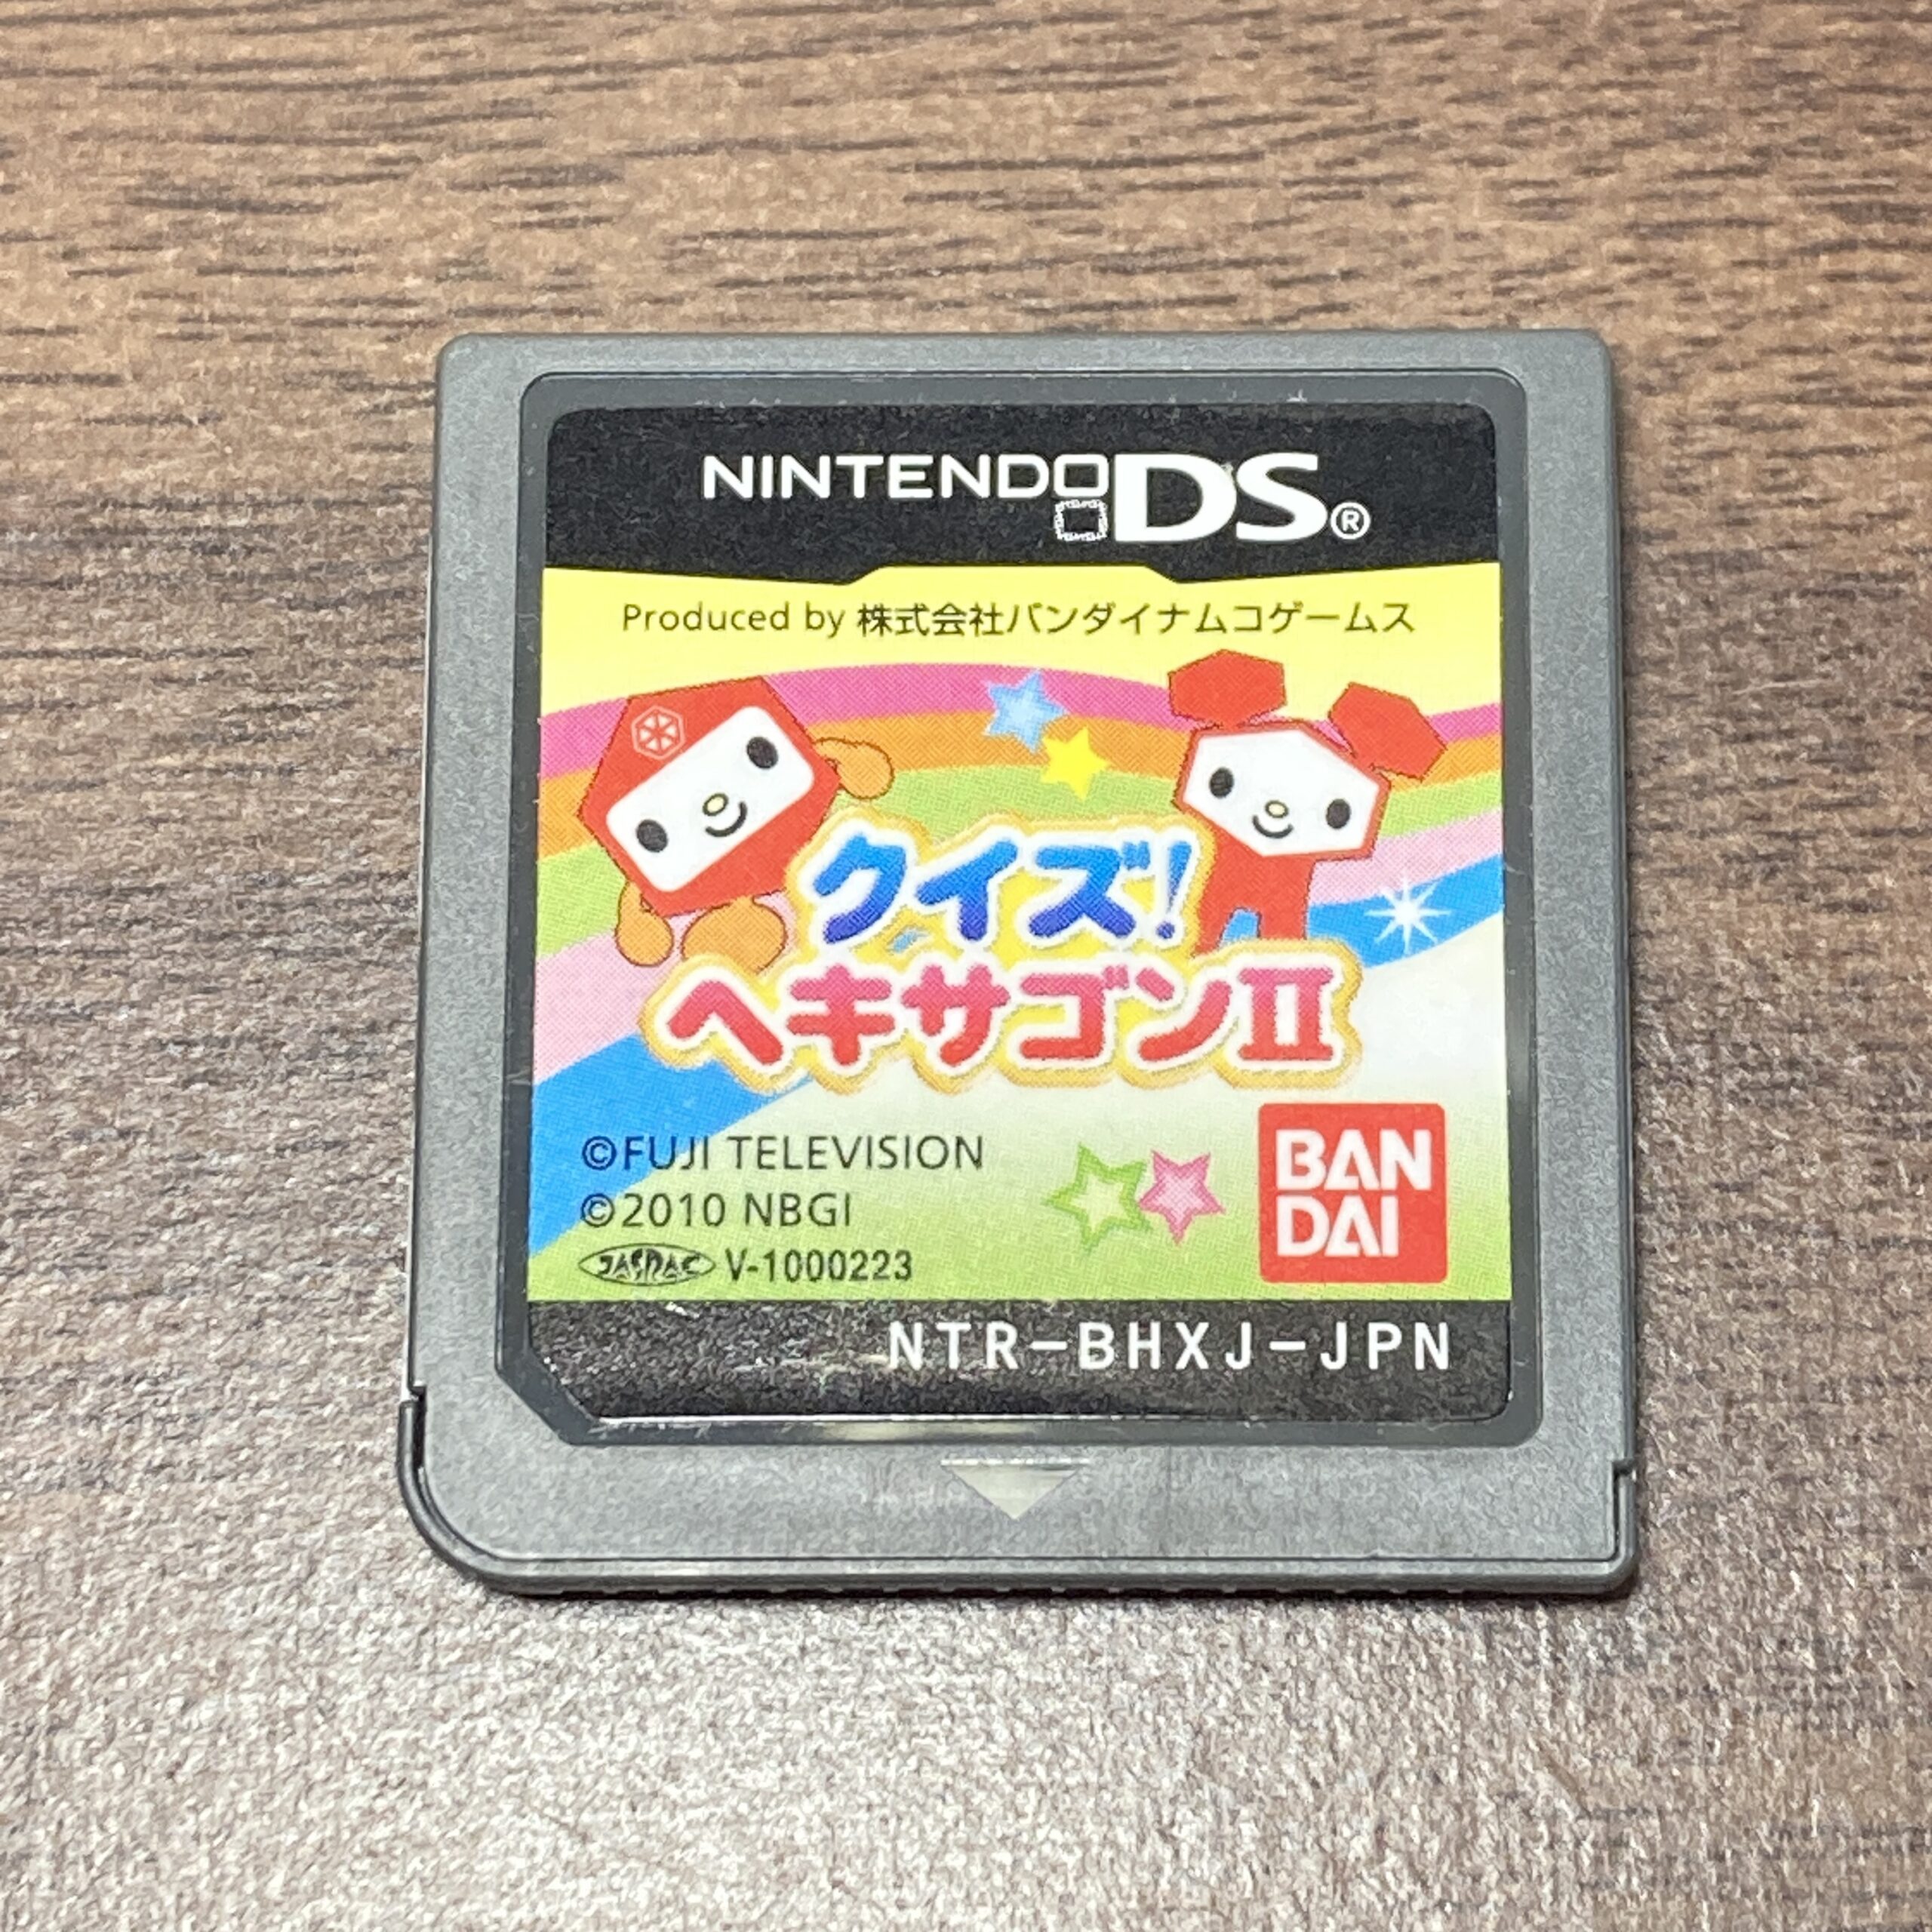 NINTENDO DS®
Produced by 株式会社バンダイナムコゲームス
クイズ!
ヘキサゴンII
©FUJI TELEVISION
©2010 NBGI
JASRAC V-1000223
BAN
DAI
NTR-BHXJ-JPN